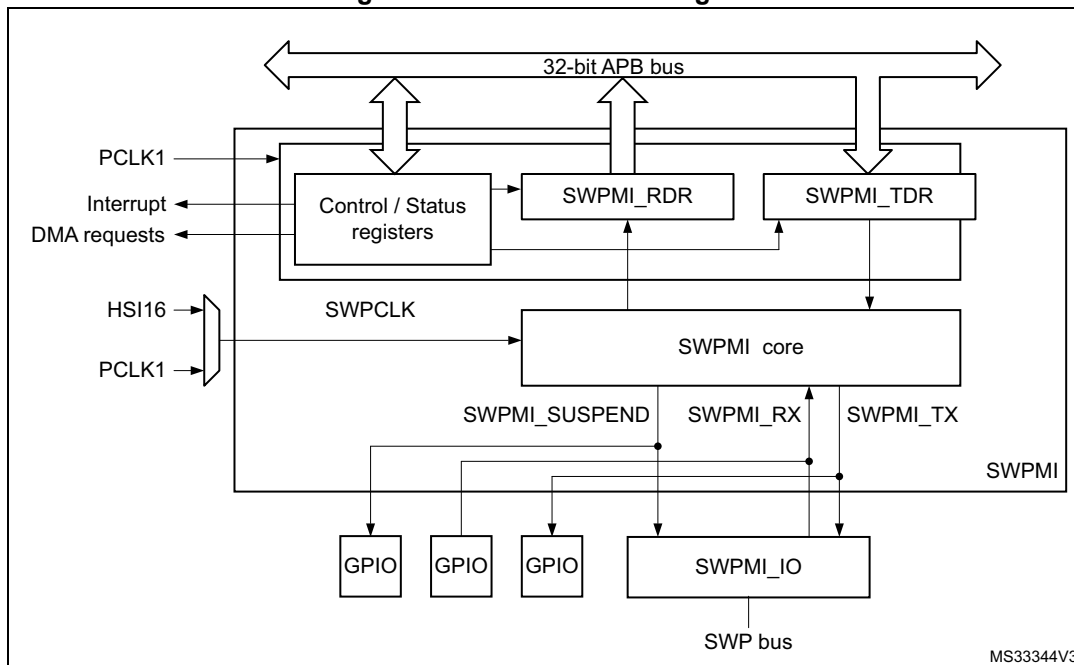 32-bit APB bus
PCLK1
Interrupt
DMA requests
Control / Status
registers
SWPMI_RDR
SWPMI_TDR
HSI16
PCLK1
SWPCLK
SWPMI core
SWPMI_SUSPEND
SWPMI_RX
SWPMI_TX
SWPMI
GPIO
GPIO
GPIO
SWPMI_IO
SWP bus
MS33344V3